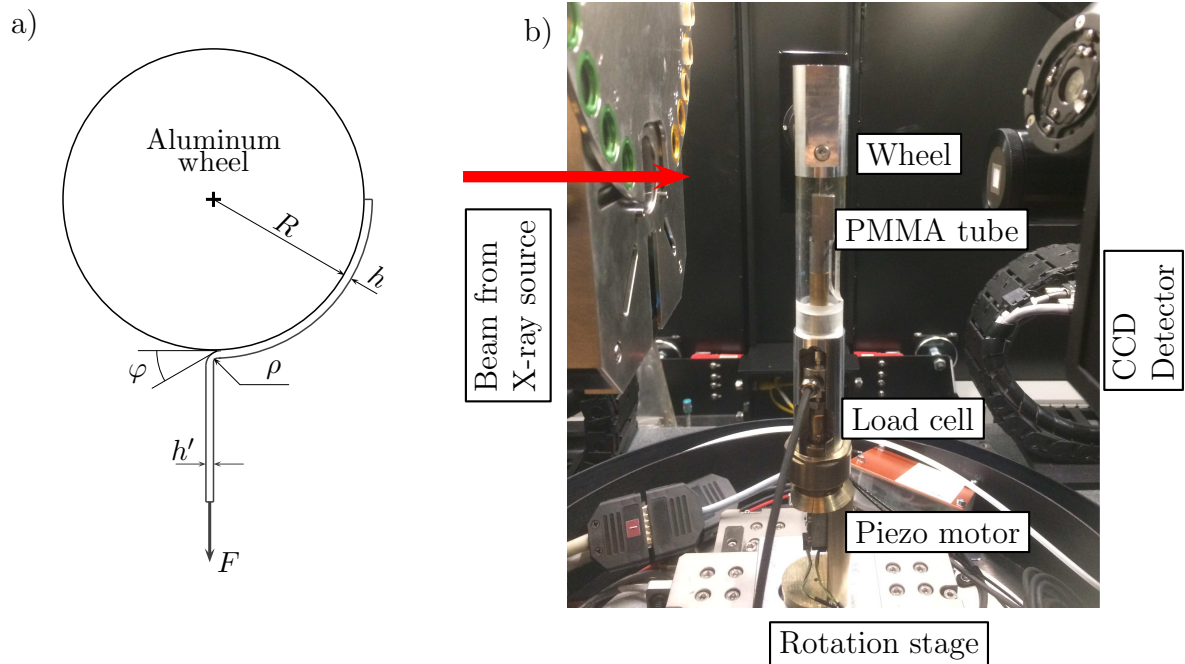 a)
Aluminum
wheel
R
h
φ
ρ
h′
F
b)
Wheel
PMMA tube
Beam from
X-ray source
CCD
Detector
Load cell
Piezo motor
Rotation stage